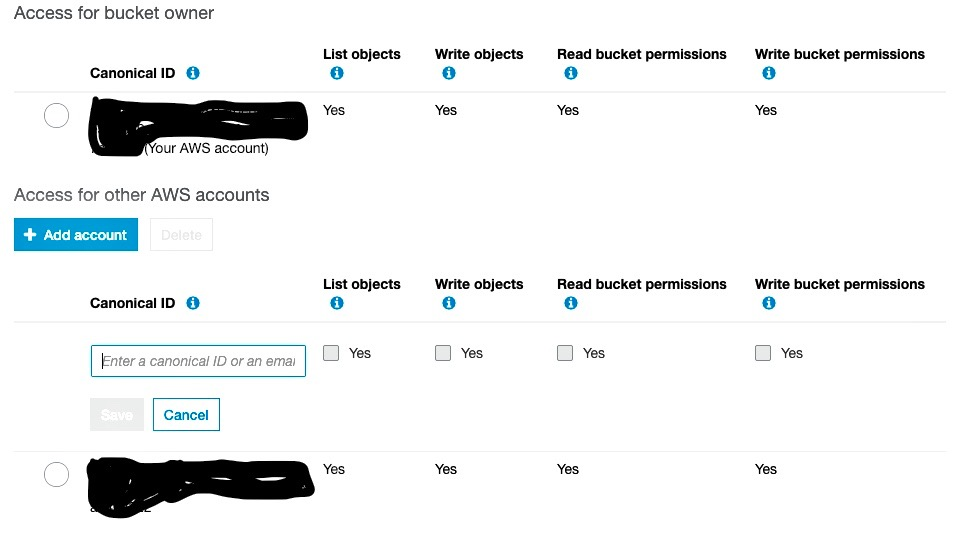 Access for bucket owner
Canonical ID List objects Write objects Read bucket permissions Write bucket permissions
Yes Yes Yes Yes
(Your AWS account)
Access for other AWS accounts
+ Add account Delete
Canonical ID List objects Write objects Read bucket permissions Write bucket permissions
Enter a canonical ID or an emai Yes Yes Yes Yes
Save Cancel
Yes Yes Yes Yes